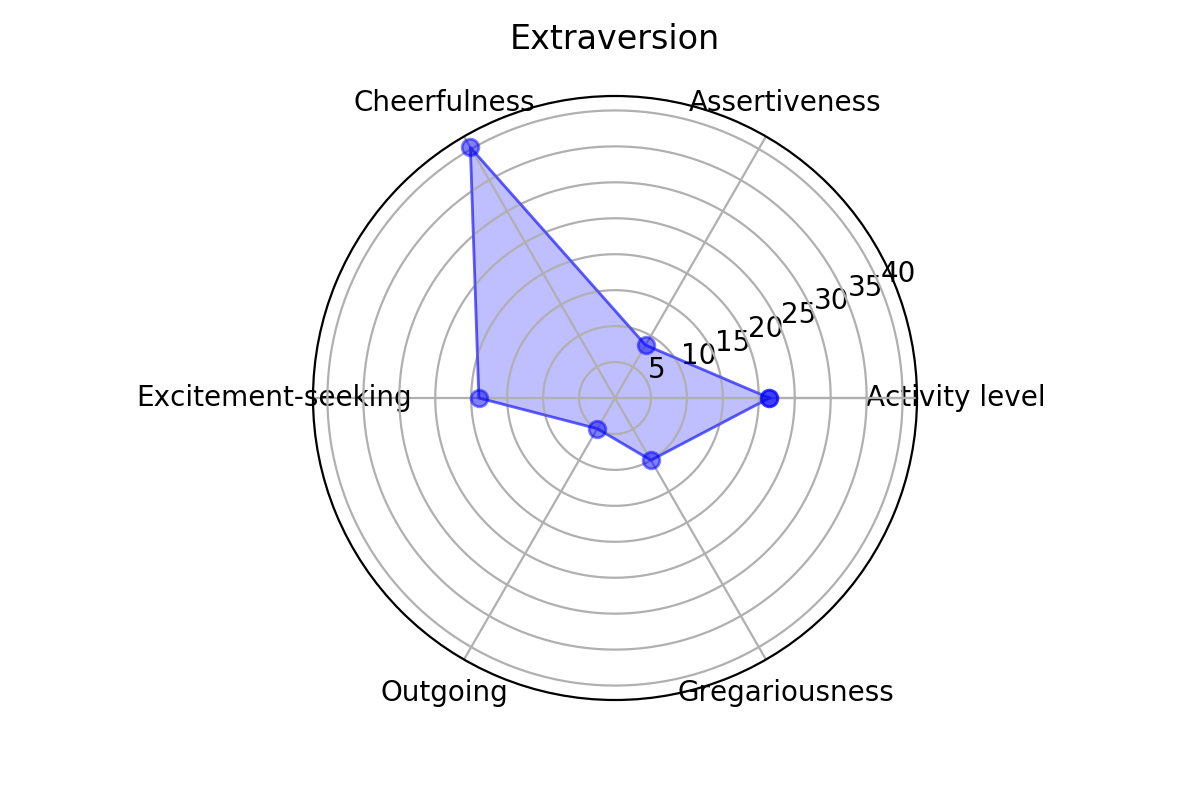 Extraversion
Cheerfulness
Assertiveness
40
35
30
25
20
15
10
5
Excitement-seeking
Activity level
Outgoing
Gregariousness